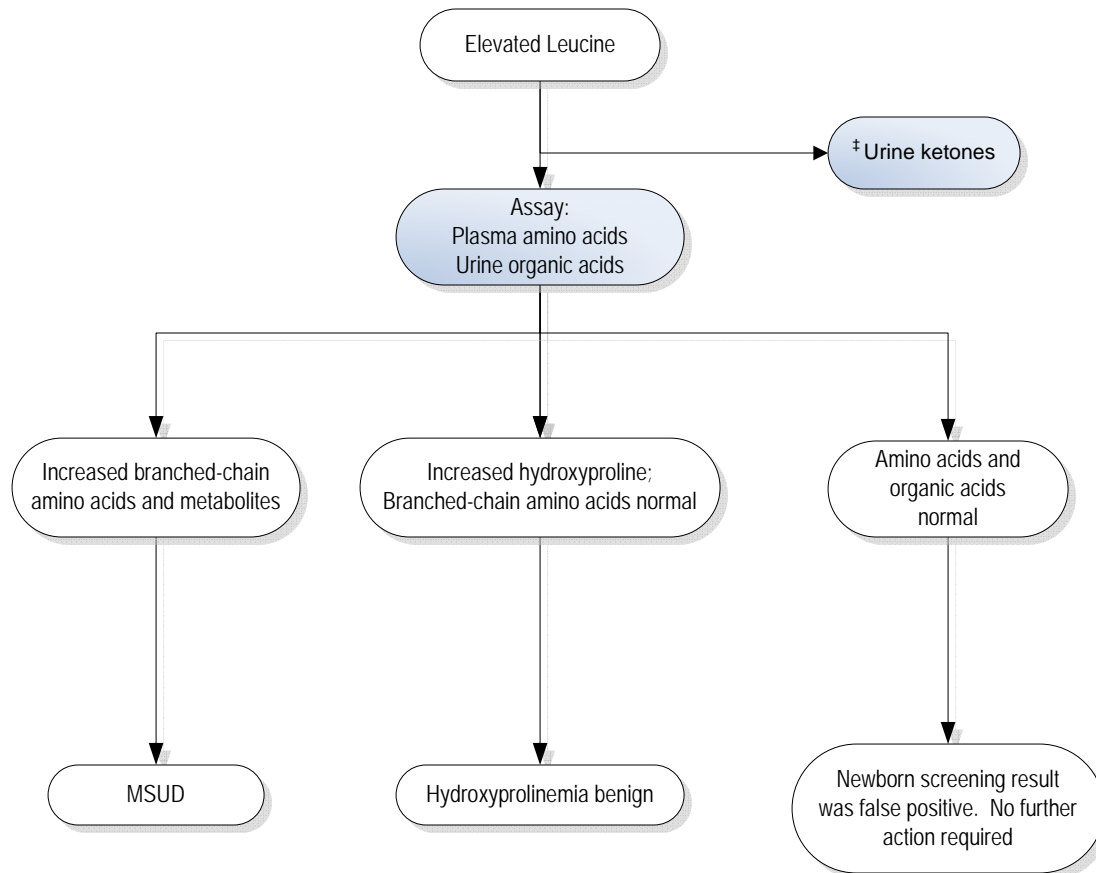 Elevated Leucine
‡ Urine ketones
Assay:
Plasma amino acids
Urine organic acids
Increased branched-chain
amino acids and metabolites
Increased hydroxyproline;
Branched-chain amino acids normal
Amino acids and
organic acids
normal
MSUD
Hydroxyprolinemia benign
Newborn screening result
was false positive.  No further
action required